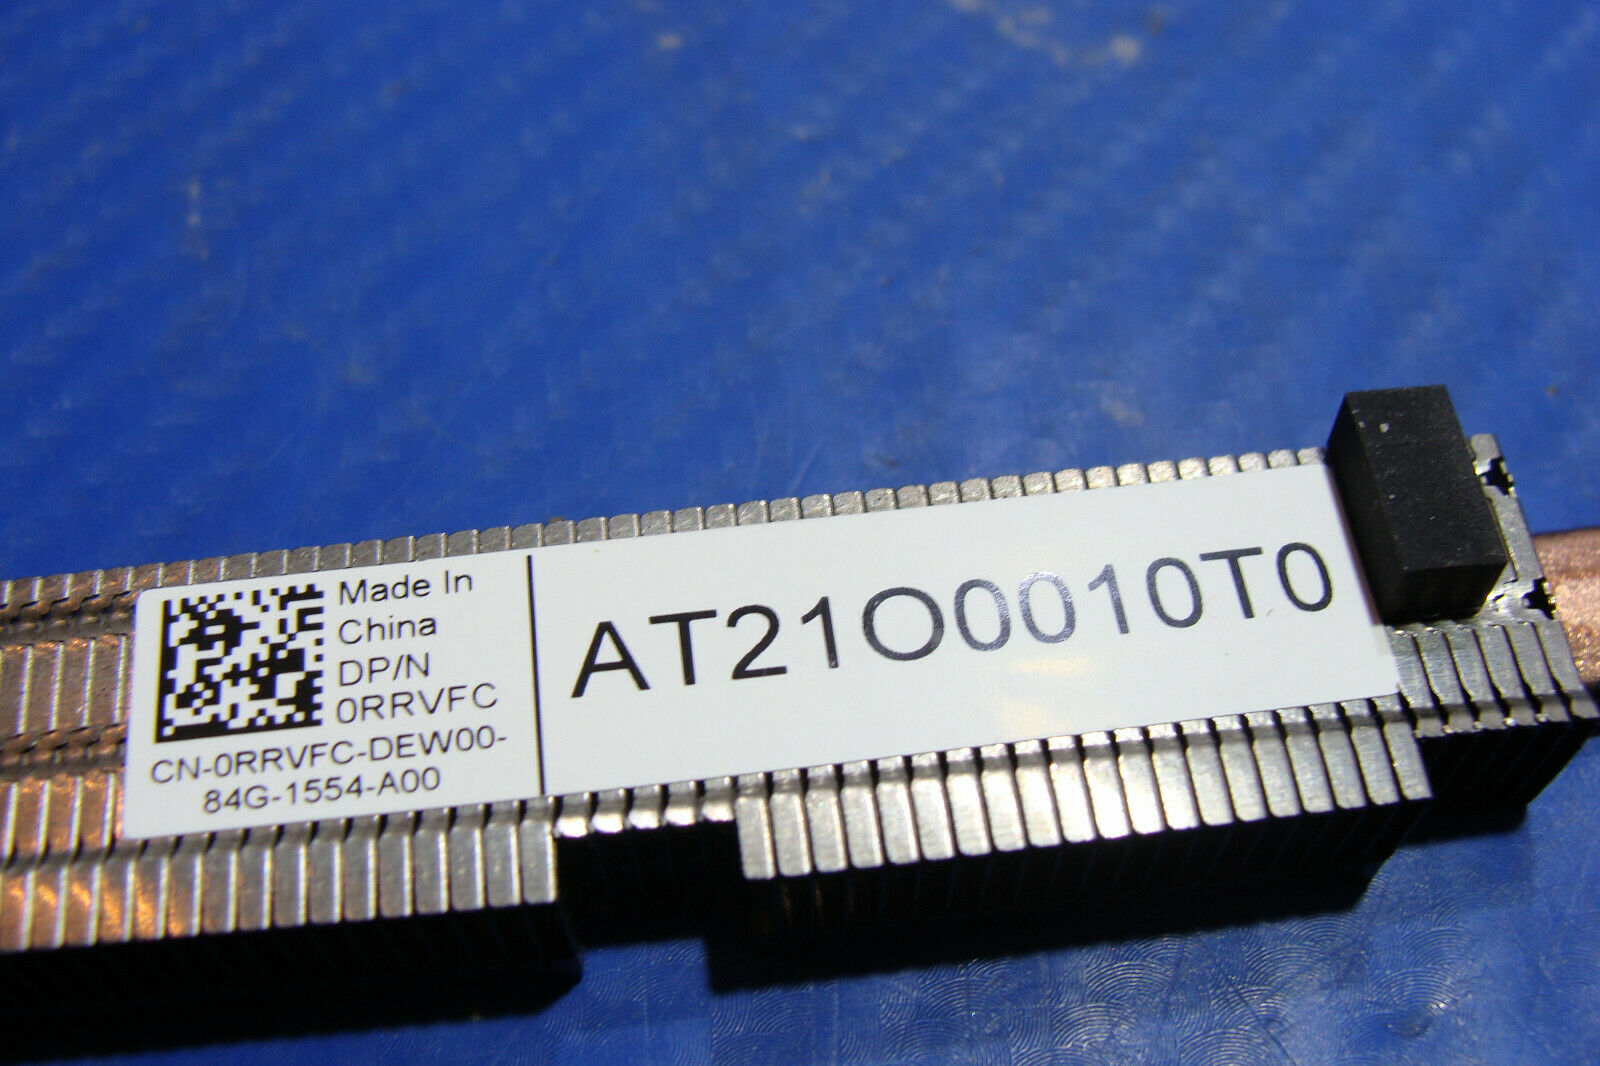 Made In
China
DP/N
0RRVFC
CN-0RRVFC-DEW00-
84G-1554-A00
AT21O0010T0